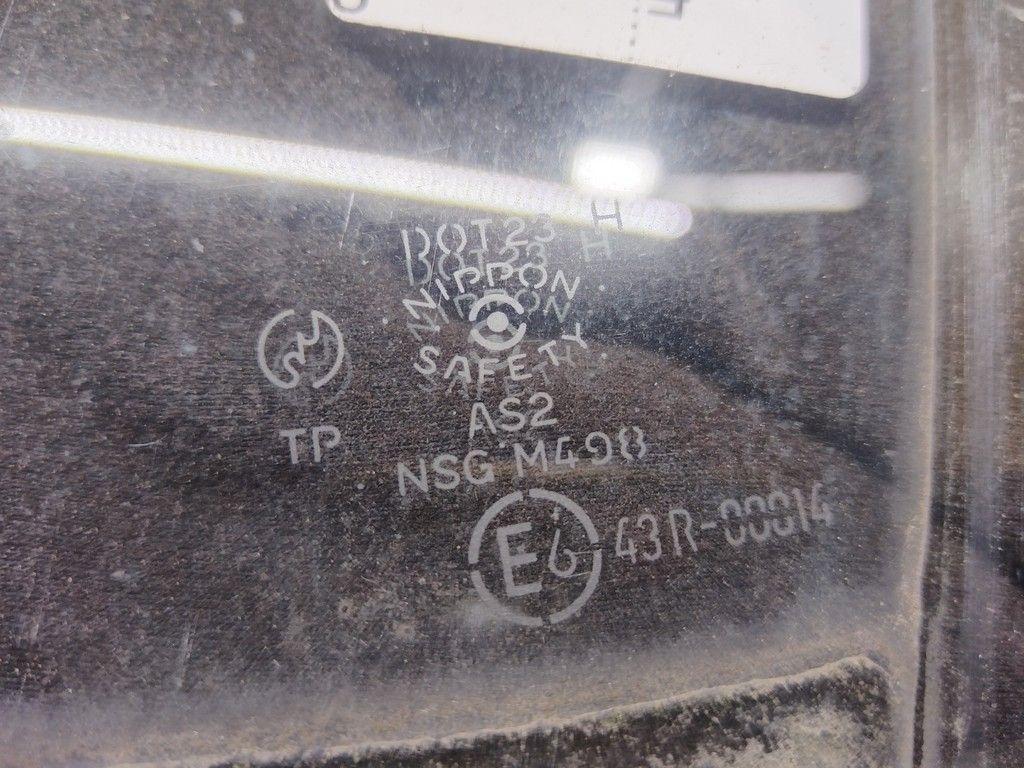 H
DOT23
NIPPON
SAFETY
AS2
TP
NSG M498
E6 43R-00014